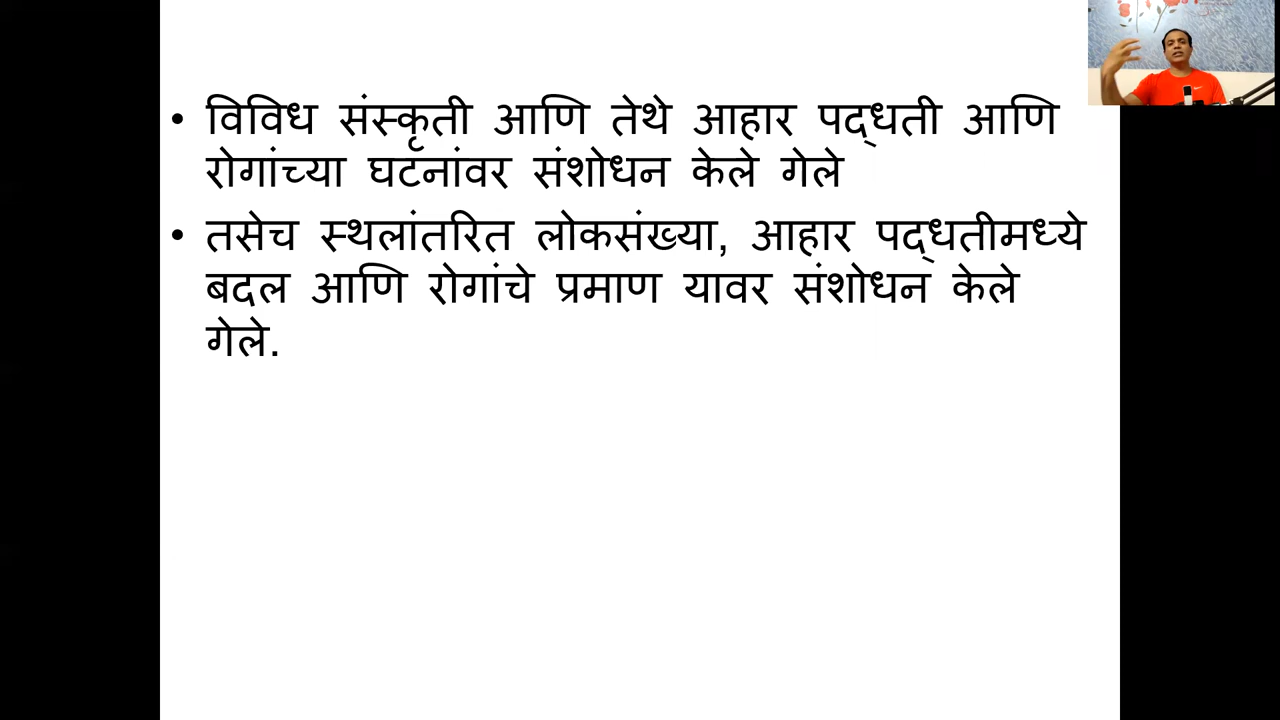 • विविध संस्कृती आणि तेथे आहार पद्धती आणि
रोगांच्या घटनांवर संशोधन केले गेले
• तसेच स्थलांतरित लोकसंख्या, आहार पद्धतीमध्ये
बदल आणि रोगांचे प्रमाण यावर संशोधन केले
गेले.